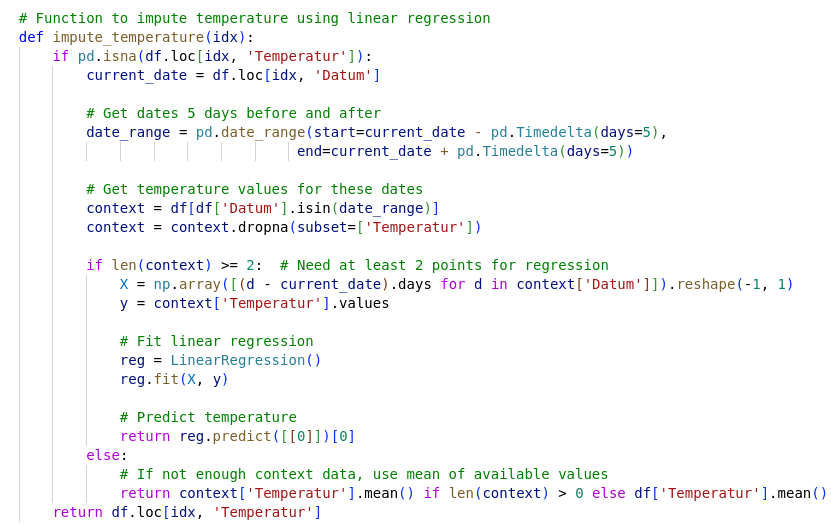 # Function to impute temperature using linear regression
def impute_temperature(idx):
    if pd.isna(df.loc[idx, 'Temperatur']):
        current_date = df.loc[idx, 'Datum']

        # Get dates 5 days before and after
        date_range = pd.date_range(start=current_date - pd.Timedelta(days=5),
                                 end=current_date + pd.Timedelta(days=5))

        # Get temperature values for these dates
        context = df[df['Datum'].isin(date_range)]
        context = context.dropna(subset=['Temperatur'])

        if len(context) >= 2:  # Need at least 2 points for regression
            X = np.array([(d - current_date).days for d in context['Datum']]).reshape(-1, 1)
            y = context['Temperatur'].values

            # Fit linear regression
            reg = LinearRegression()
            reg.fit(X, y)

            # Predict temperature
            return reg.predict([[0]])[0]
        else:
            # If not enough context data, use mean of available values
            return context['Temperatur'].mean() if len(context) > 0 else df['Temperatur'].mean()
    return df.loc[idx, 'Temperatur']